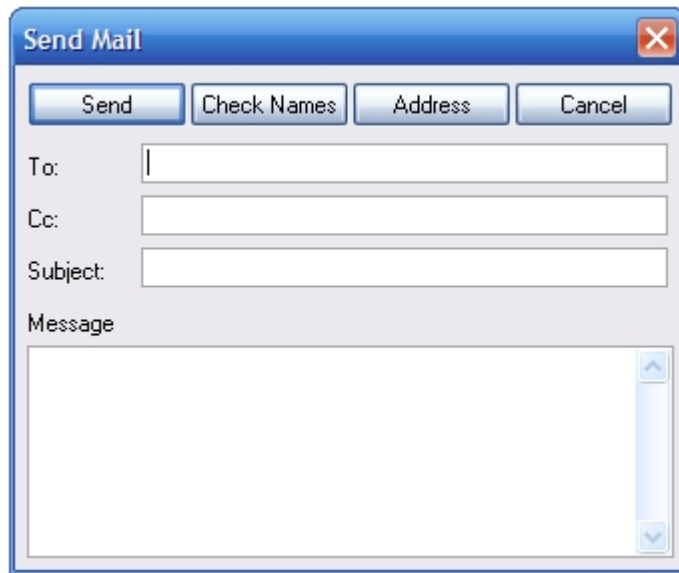 Send Mail
Send Check Names Address Cancel
To:
Cc:
Subject:
Message